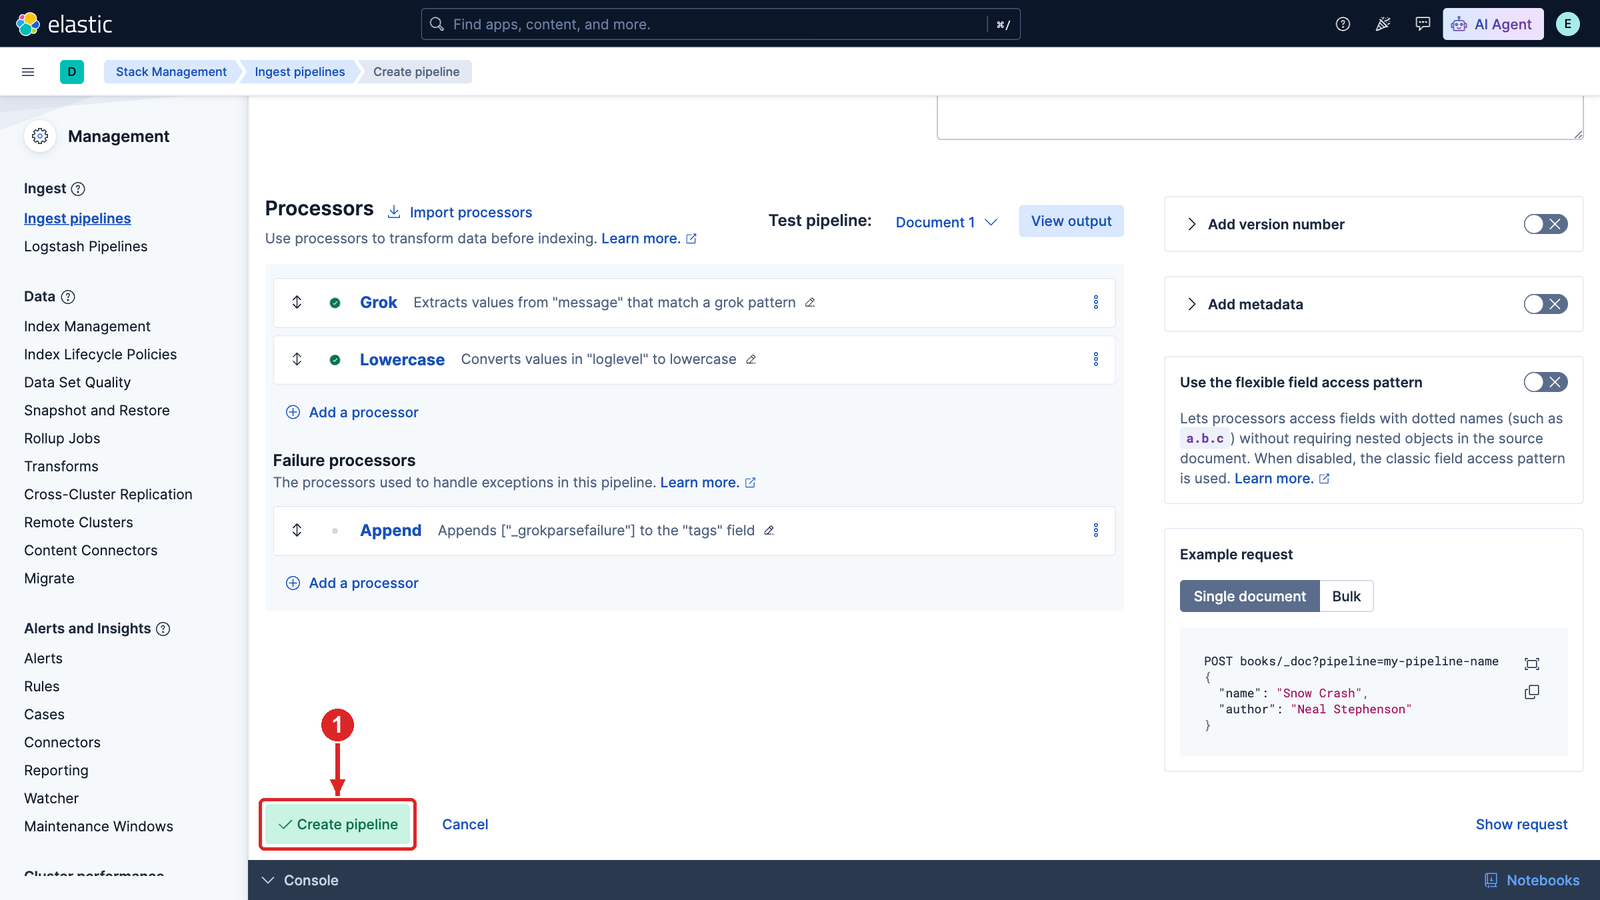 elastic
Find apps, content, and more.
⌘/
AI Agent
E
D
Stack Management
Ingest pipelines
Create pipeline
Management
Ingest
Ingest pipelines
Logstash Pipelines
Data
Index Management
Index Lifecycle Policies
Data Set Quality
Snapshot and Restore
Rollup Jobs
Transforms
Cross-Cluster Replication
Remote Clusters
Content Connectors
Migrate
Alerts and Insights
Alerts
Rules
Cases
Connectors
Reporting
Watcher
Maintenance Windows
Cluster performance
Processors
Import processors
Use processors to transform data before indexing. Learn more.
Test pipeline:
Document 1
View output
Grok Extracts values from "message" that match a grok pattern
Lowercase Converts values in "loglevel" to lowercase
Add a processor
Failure processors
The processors used to handle exceptions in this pipeline. Learn more.
Append Appends ["_grokparsefailure"] to the "tags" field
Add a processor
1
Create pipeline
Cancel
Add version number
Add metadata
Use the flexible field access pattern
Lets processors access fields with dotted names (such as
a.b.c ) without requiring nested objects in the source
document. When disabled, the classic field access pattern
is used. Learn more.
Example request
Single document
Bulk
POST books/_doc?pipeline=my-pipeline-name
{
"name": "Snow Crash",
"author": "Neal Stephenson"
}
Show request
Console
Notebooks